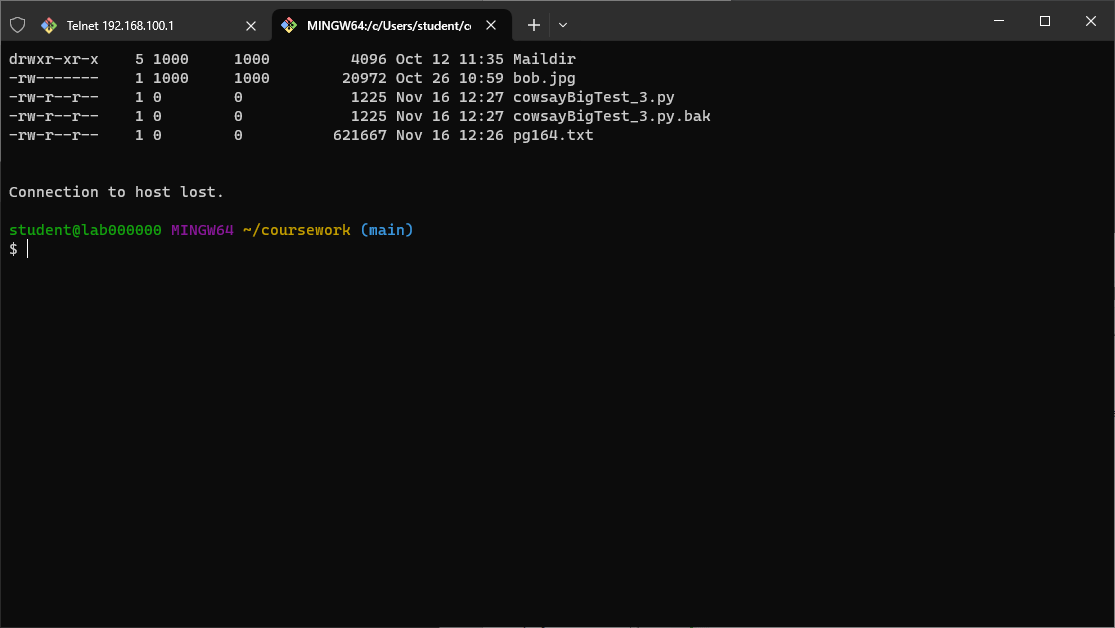 Telnet 192.168.100.1
MINGW64:/c/Users/student/co
drwxr-xr-x    5 1000     1000         4096 Oct 12 11:35 Maildir
-rw-------    1 1000     1000        20972 Oct 26 10:59 bob.jpg
-rw-r--r--    1 0        0            1225 Nov 16 12:27 cowsayBigTest_3.py
-rw-r--r--    1 0        0            1225 Nov 16 12:27 cowsayBigTest_3.py.bak
-rw-r--r--    1 0        0          621667 Nov 16 12:26 pg164.txt
Connection to host lost.
student@lab000000 MINGW64 ~/coursework (main)
$